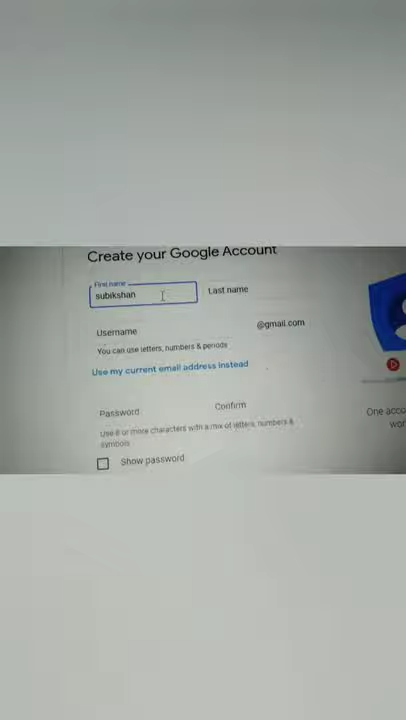 Create your Google Account
First name
subikshan
Last name
Username
@gmail.com
You can use letters, numbers & periods
Use my current email address instead
Password
Confirm
Use 8 or more characters with a mix of letters, numbers &
symbols
Show password
One acco
wor